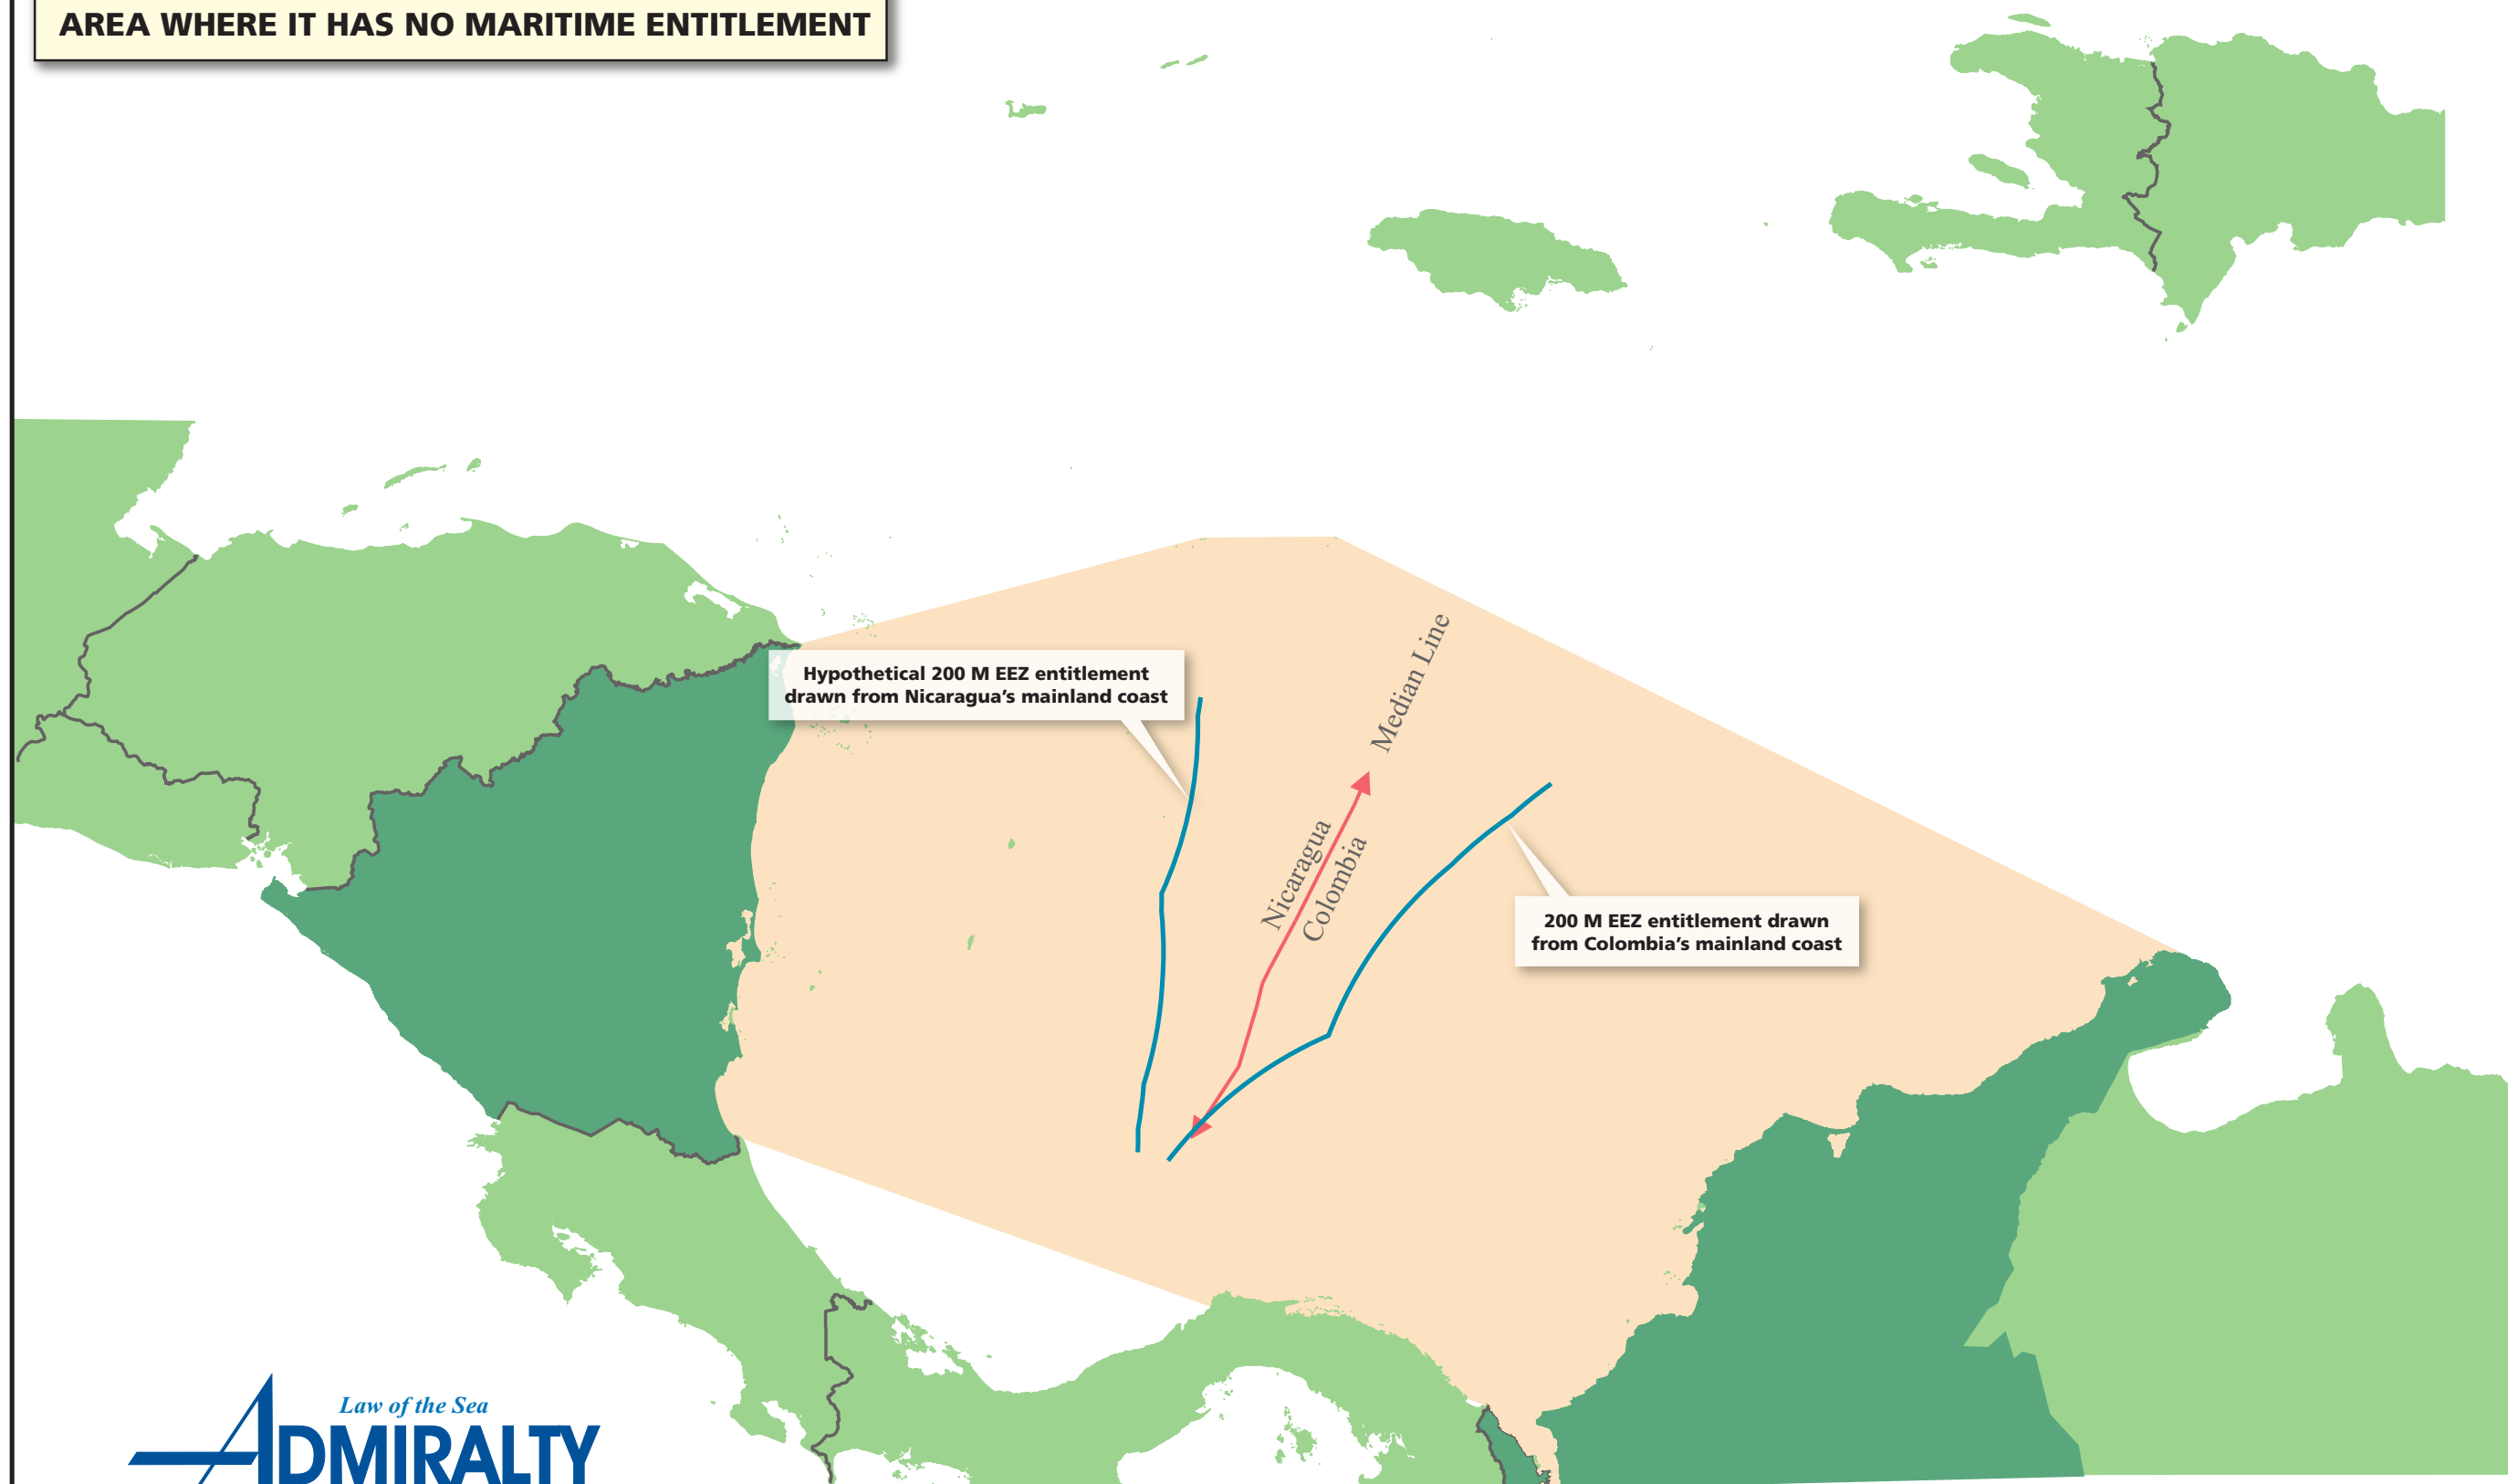 AREA WHERE IT HAS NO MARITIME ENTITLEMENT
Hypothetical 200 M EEZ entitlement
drawn from Nicaragua’s mainland coast
Median Line
Nicaragua
Colombia
200 M EEZ entitlement drawn
from Colombia’s mainland coast
Law of the Sea
ADMIRALTY